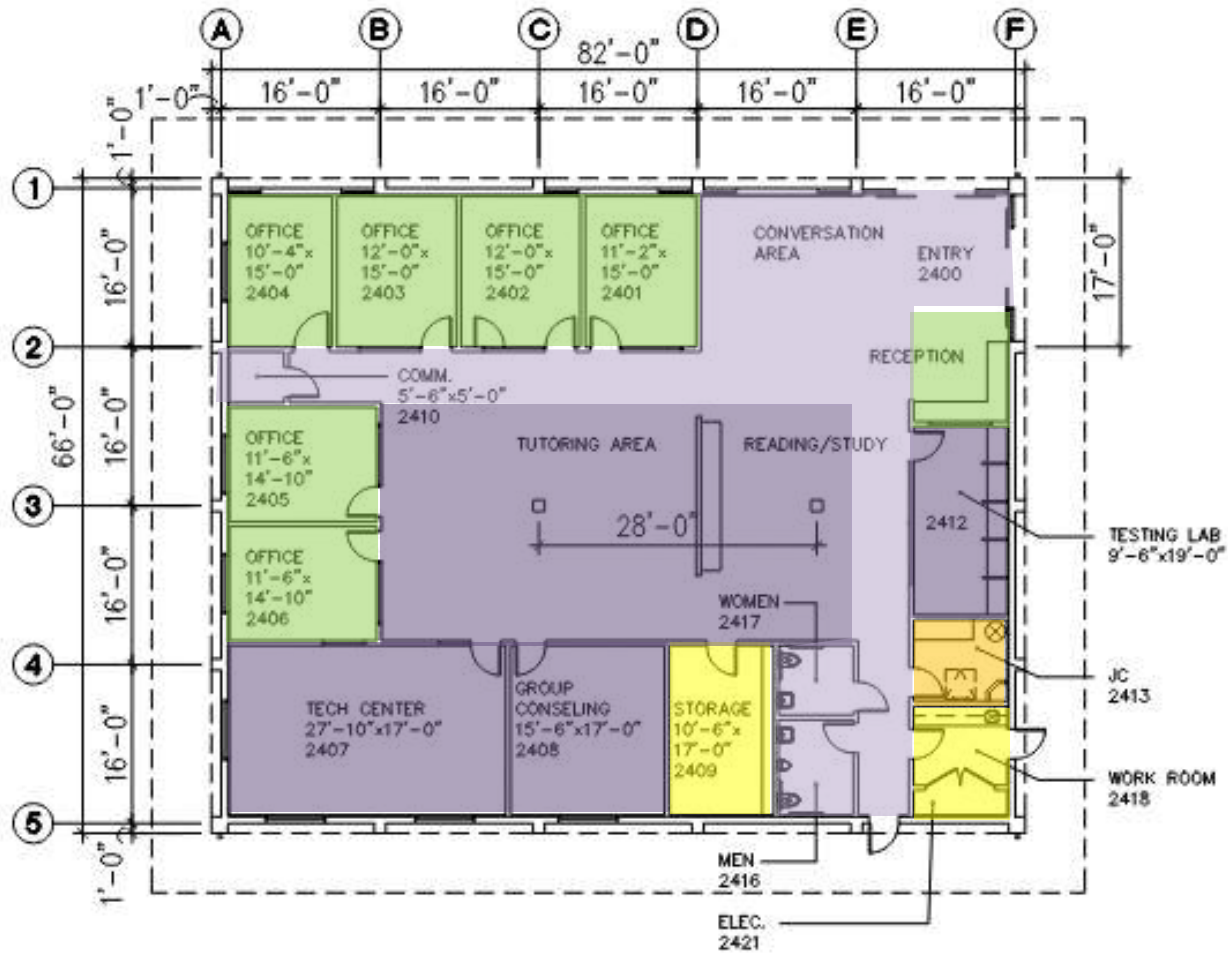 A B C D E F
82'-0"
16'-0" 16'-0" 16'-0" 16'-0" 16'-0"
1'-0"
1'-0"
1
2
3
4
5
66'-0"
16'-0"
16'-0"
16'-0"
16'-0"
1'-0"
17'-0"
OFFICE
10'-4"x
15'-0"
2404
OFFICE
12'-0"x
15'-0"
2403
OFFICE
12'-0"x
15'-0"
2402
OFFICE
11'-2"x
15'-0"
2401
CONVERSATION
AREA
ENTRY
2400
RECEPTION
COMM.
5'-6"x5'-0"
2410
OFFICE
11'-6"x
14'-10"
2405
TUTORING AREA
READING/STUDY
28'-0"
2412
TESTING LAB
9'-6"x19'-0"
OFFICE
11'-6"x
14'-10"
2406
WOMEN
2417
JC
2413
TECH CENTER
27'-10"x17'-0"
2407
GROUP
CONSELING
15'-6"x17'-0"
2408
STORAGE
10'-6"x
17'-0"
2409
WORK ROOM
2418
MEN
2416
ELEC.
2421